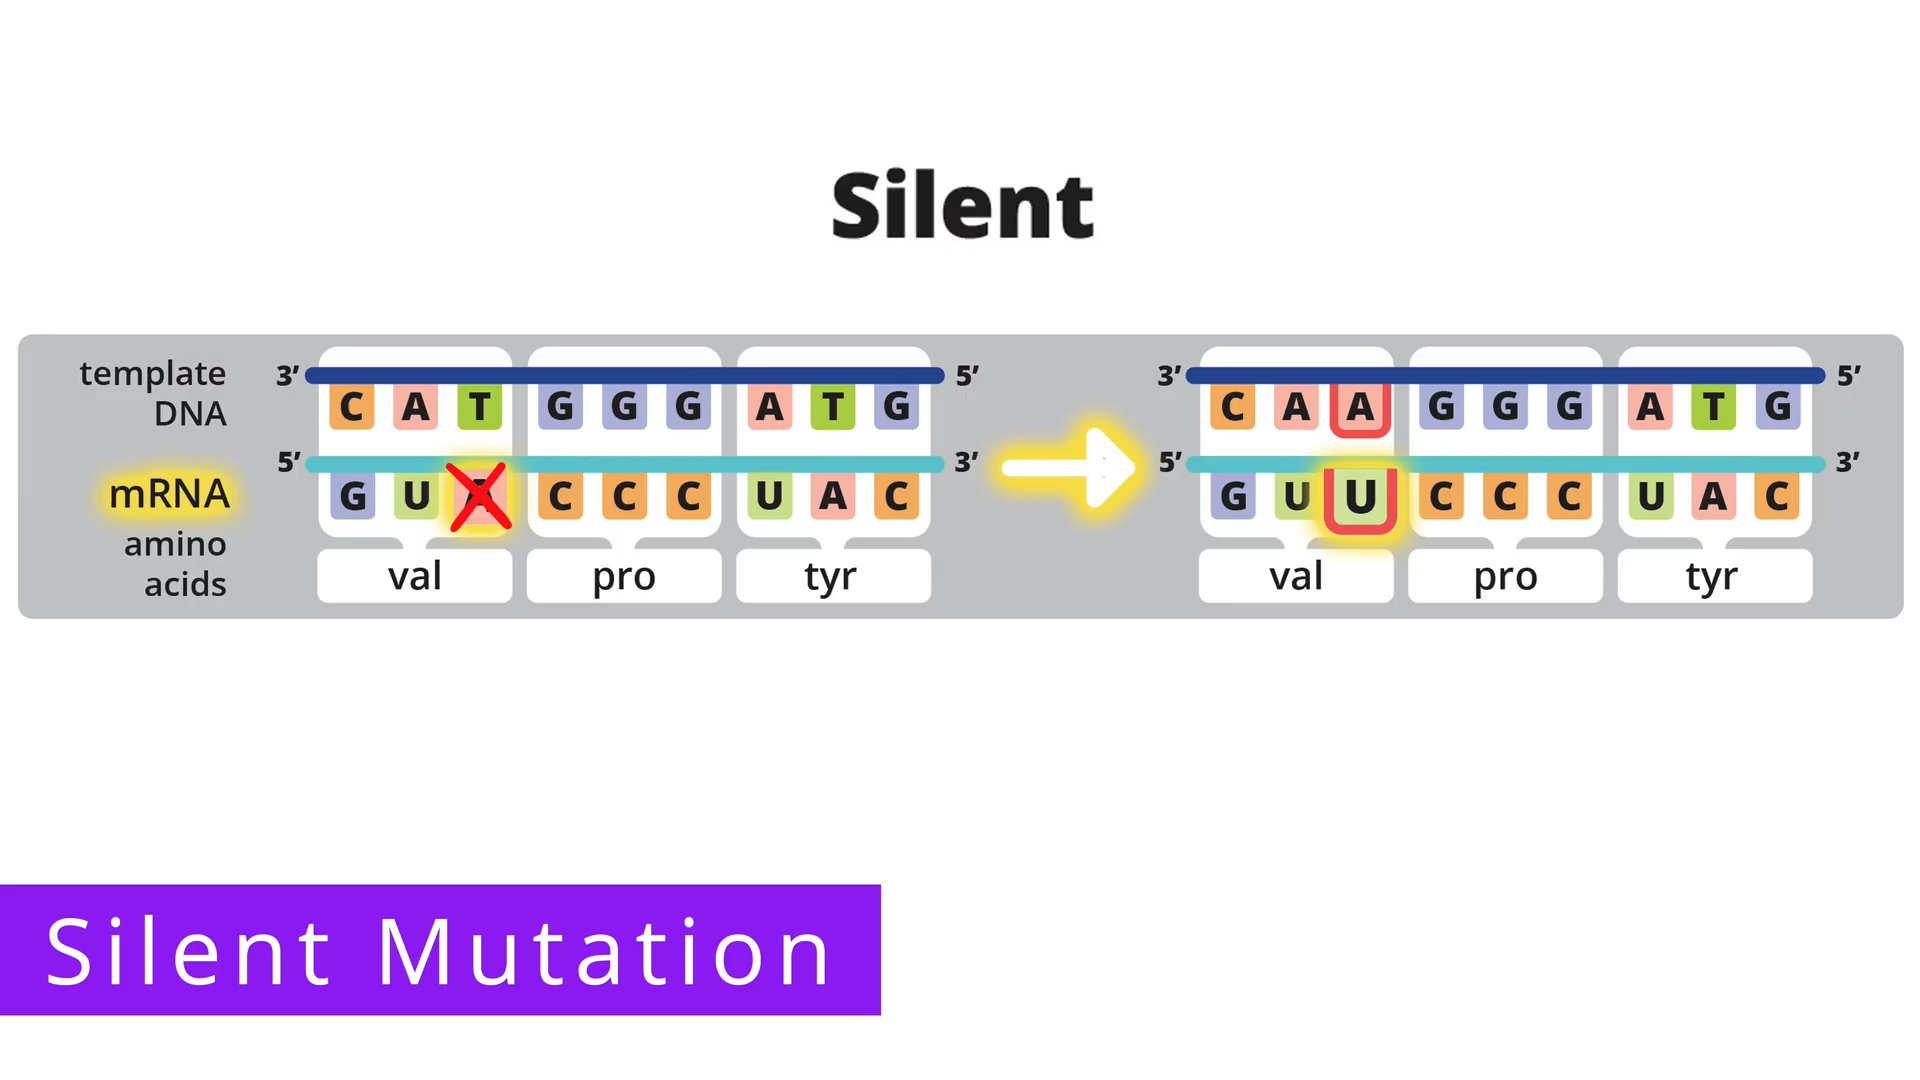 Silent
template DNA
3’ C A T G G G A T G 5’ 3’ C A A G G G A T G 5’
mRNA
5’ G U A C C C U A C 3’ 5’ G U U C C C U A C 3’
amino acids
val pro tyr val pro tyr
Silent Mutation